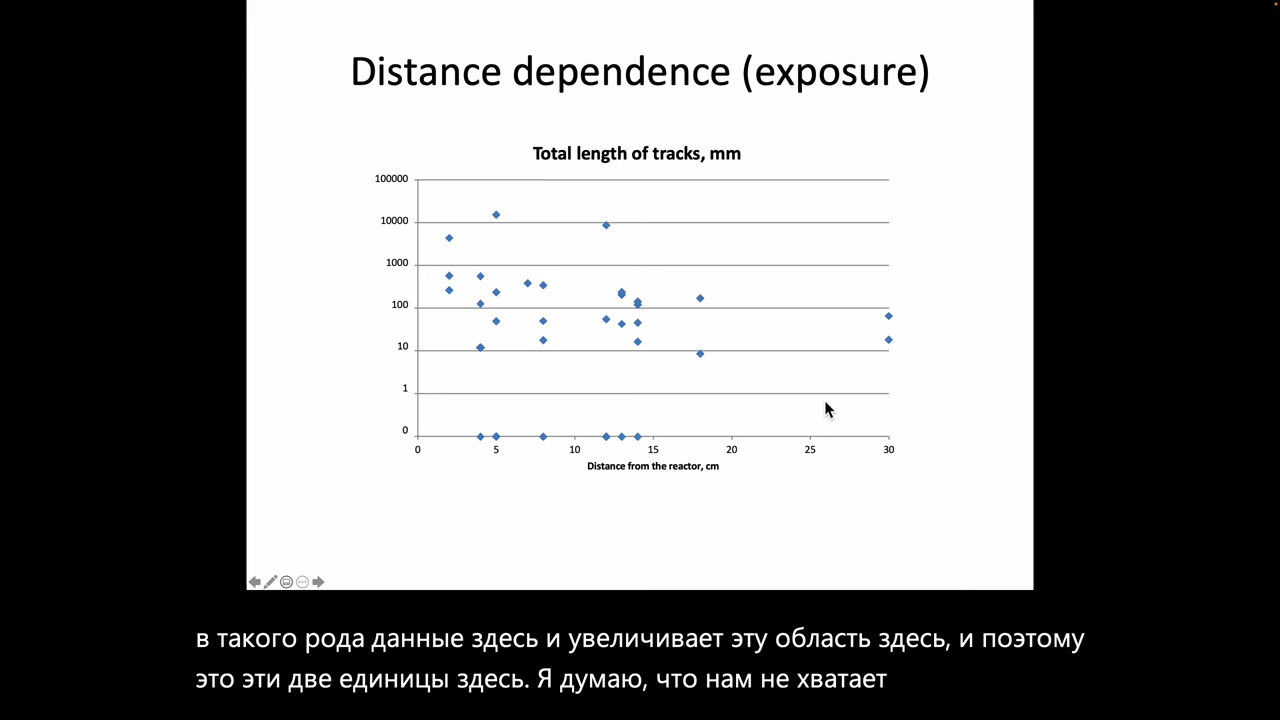 Distance dependence (exposure)
Total length of tracks, mm
100000
10000
1000
100
10
1
0
0 5 10 15 20 25 30
Distance from the reactor, cm
в такого рода данные здесь и увеличивает эту область здесь, и поэтому
это эти две единицы здесь. Я думаю, что нам не хватает